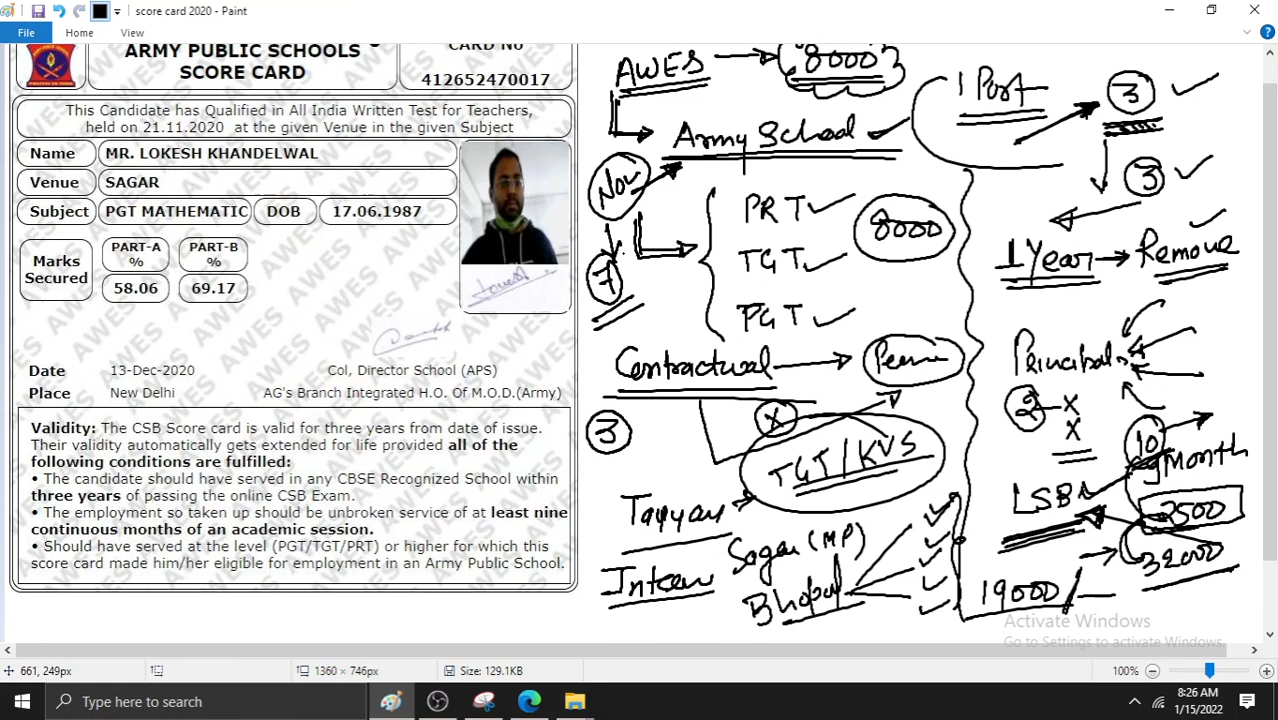 score card 2020 - Paint
File Home View
ARMY PUBLIC SCHOOLS
SCORE CARD
CARD No
412652470017
This Candidate has Qualified in All India Written Test for Teachers,
held on 21.11.2020 at the given Venue in the given Subject
Name MR. LOKESH KHANDELWAL
Venue SAGAR
Subject PGT MATHEMATIC DOB 17.06.1987
Marks
Secured
PART-A
%
PART-B
%
58.06 69.17
Date 13-Dec-2020
Col, Director School (APS)
Place New Delhi
AG's Branch Integrated H.O. Of M.O.D.(Army)
Validity: The CSB Score card is valid for three years from date of issue.
Their validity automatically gets extended for life provided all of the
following conditions are fulfilled:
• The candidate should have served in any CBSE Recognized School within
three years of passing the online CSB Exam.
• The employment so taken up should be unbroken service of at least nine
continuous months of an academic session.
• Should have served at the level (PGT/TGT/PRT) or higher for which this
score card made him/her eligible for employment in an Army Public School.
AWES 8000
Army School
Nov
7
PRT
TGT
PGT
8000
Contractual
3
X
TGT/KVS
Sagar (MP)
Bhopal
1 Part 3
3
1 Year Remove
Principal
2 X
X
10
Month
LSB
3500
32000
19000/
Activate Windows
Go to Settings to activate Windows.
661, 249px 1360 × 746px Size: 129.1KB 100%
Type here to search
8:26 AM
1/15/2022